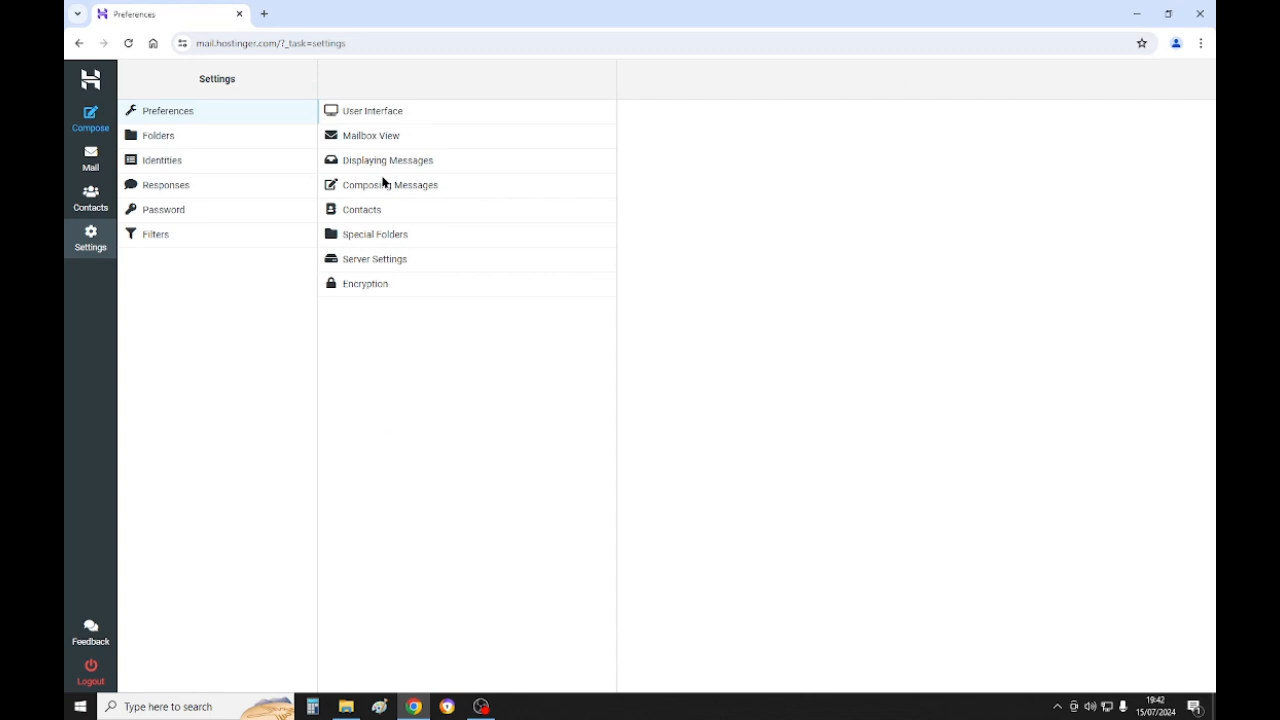 Preferences
mail.hostinger.com/?_task=settings
Settings
Compose
Mail
Contacts
Settings
Feedback
Logout
Preferences
Folders
Identities
Responses
Password
Filters
User Interface
Mailbox View
Displaying Messages
Composing Messages
Contacts
Special Folders
Server Settings
Encryption
Type here to search
19:42
15/07/2024